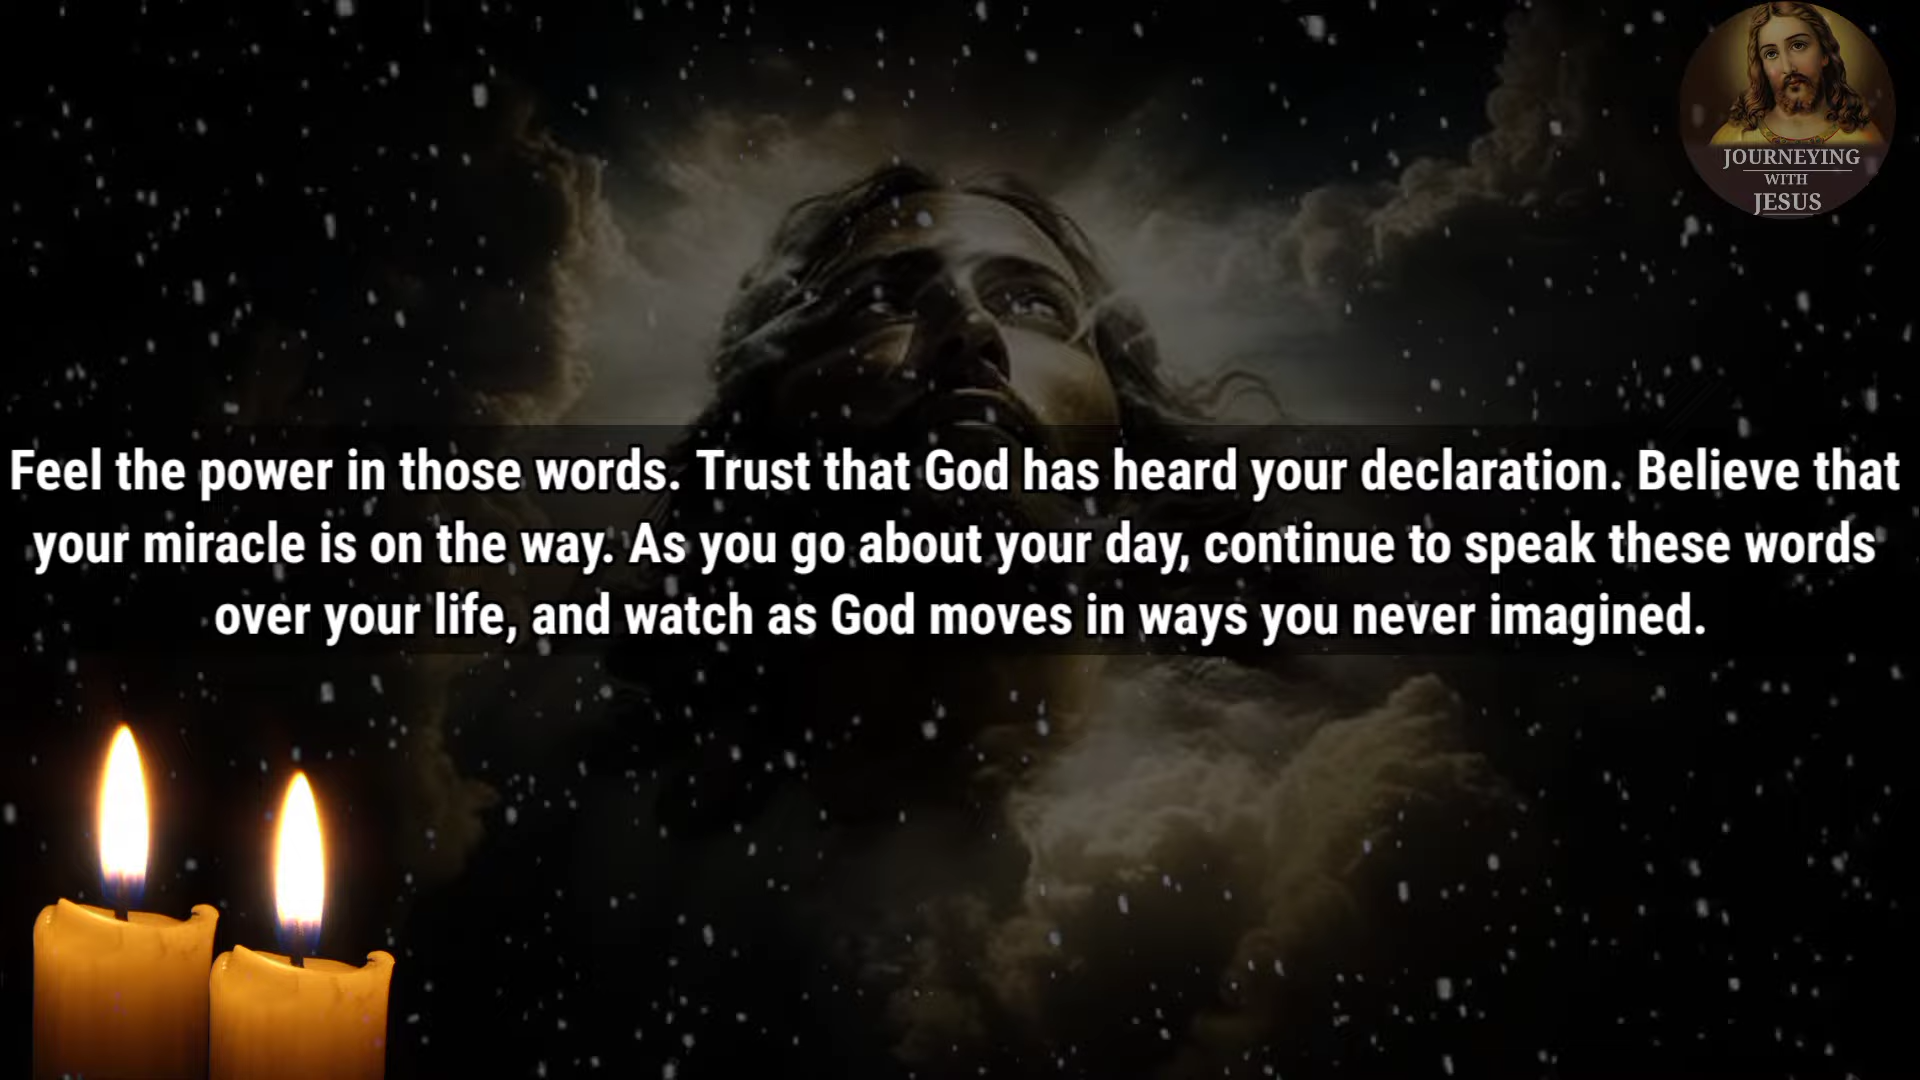 JOURNEYING
WITH
JESUS
Feel the power in those words. Trust that God has heard your declaration. Believe that
your miracle is on the way. As you go about your day, continue to speak these words
over your life, and watch as God moves in ways you never imagined.